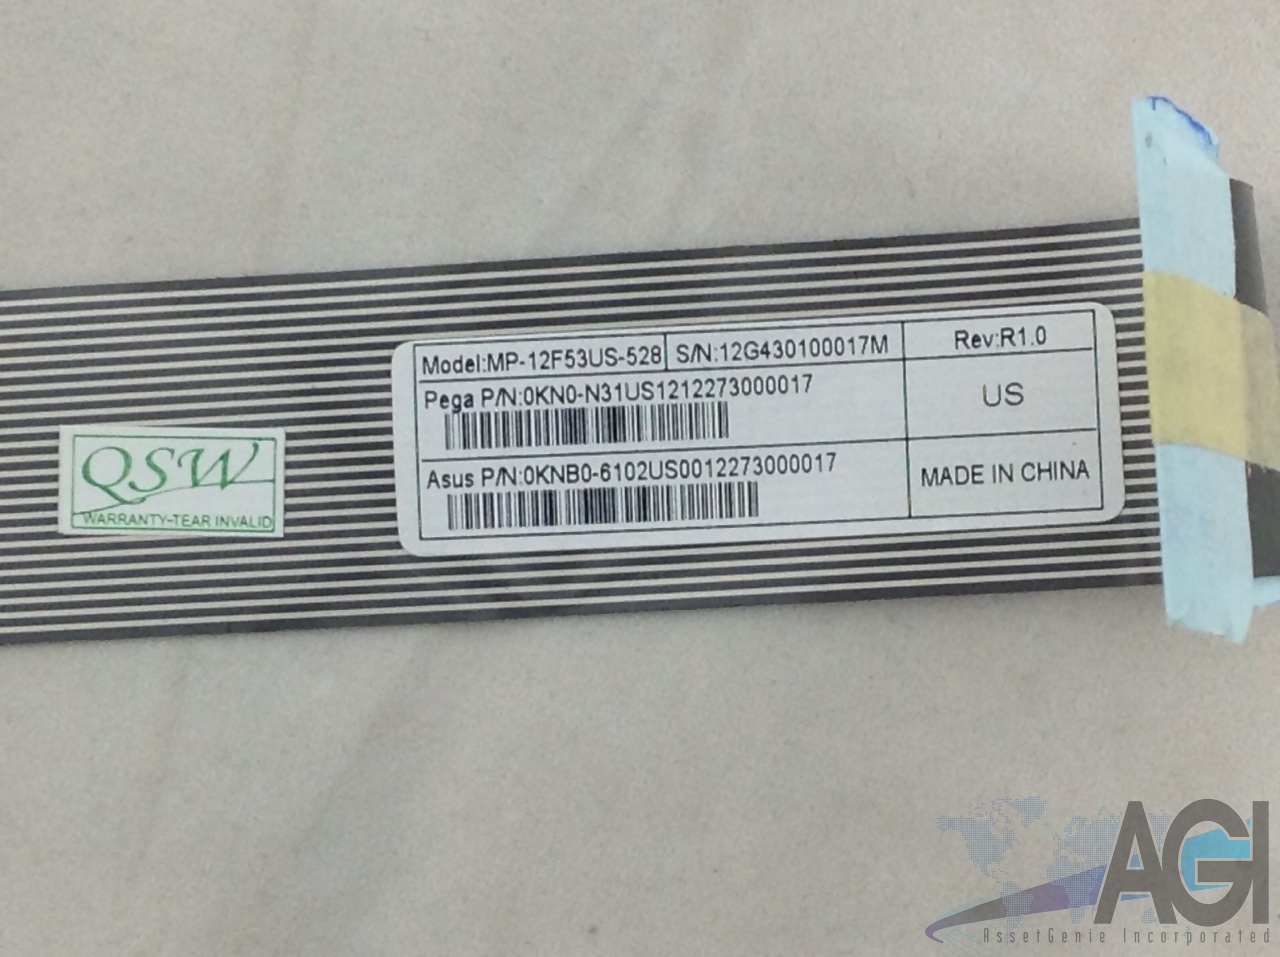 Model:MP-12F53US-528 S/N:12G430100017M Rev:R1.0
Pega P/N:0KN0-N31US1212273000017
US
Asus P/N:0KNB0-6102US0012273000017
MADE IN CHINA
QSW
WARRANTY-TEAR INVALID
AGI
AssetGenie Incorporated